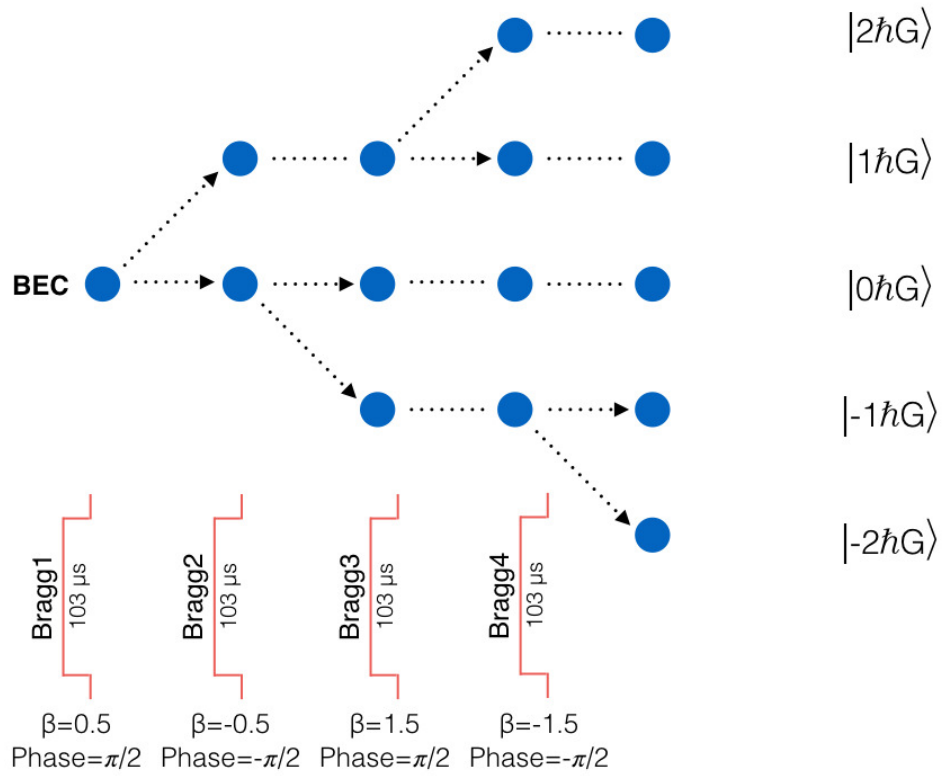 |2ℏG⟩
|1ℏG⟩
BEC
|0ℏG⟩
|-1ℏG⟩
|-2ℏG⟩
Bragg1
103 μs
Bragg2
103 μs
Bragg3
103 μs
Bragg4
103 μs
β=0.5
Phase=π/2
β=-0.5
Phase=-π/2
β=1.5
Phase=π/2
β=-1.5
Phase=-π/2